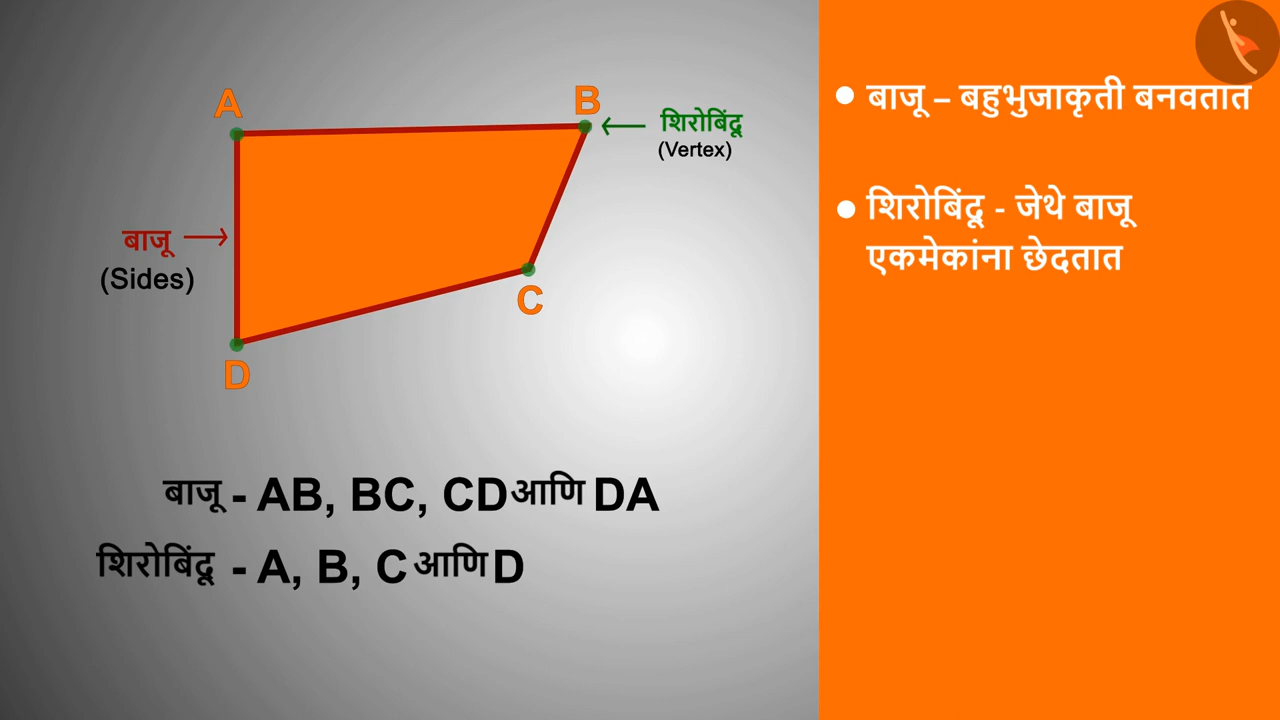 A
B
← शिरोबिंदू
(Vertex)
बाजू →
(Sides)
C
D
बाजू - AB, BC, CD आणि DA
शिरोबिंदू - A, B, C आणि D
• बाजू – बहुभुजाकृती बनवतात
• शिरोबिंदू - जेथे बाजू
एकमेकांना छेदतात